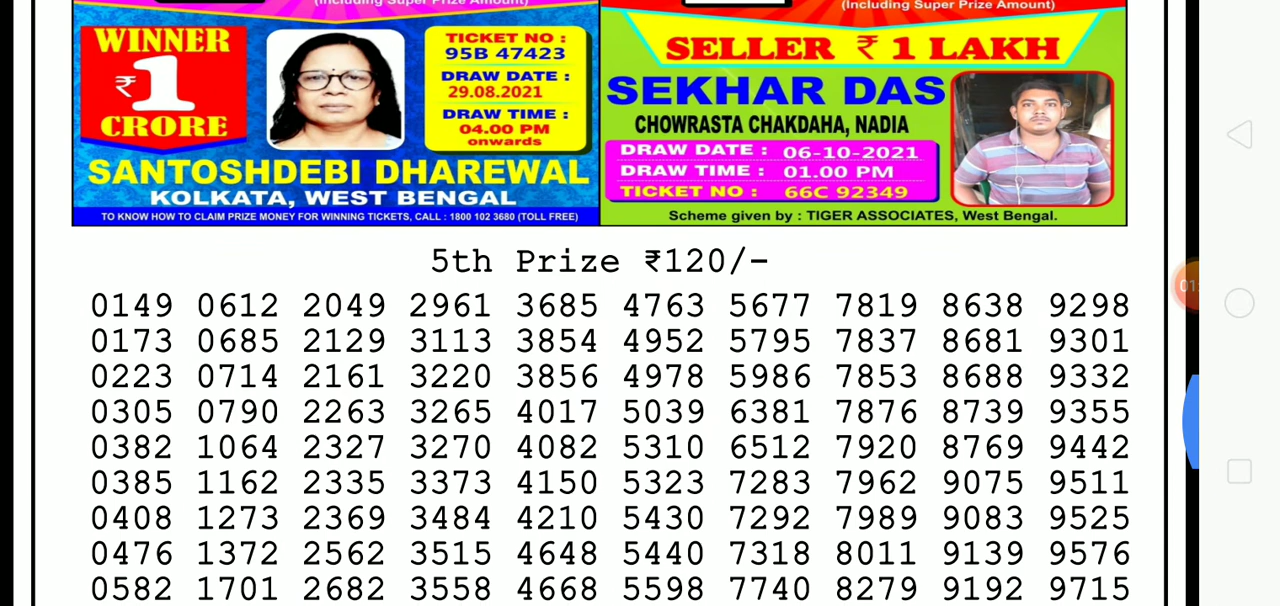 (Including Super Prize Amount)
WINNER
₹1
CRORE
TICKET NO :
95B 47423
DRAW DATE :
29.08.2021
DRAW TIME :
04.00 PM
onwards
SANTOSHDEBI DHAREWAL
KOLKATA, WEST BENGAL
TO KNOW HOW TO CLAIM PRIZE MONEY FOR WINNING TICKETS, CALL : 1800 102 3680 (TOLL FREE)
(Including Super Prize Amount)
SELLER ₹ 1 LAKH
SEKHAR DAS
CHOWRASTA CHAKDAHA, NADIA
DRAW DATE : 06-10-2021
DRAW TIME : 01.00 PM
TICKET NO : 66C 92349
Scheme given by : TIGER ASSOCIATES, West Bengal.
5th Prize ₹120/-
0149 0612 2049 2961 3685 4763 5677 7819 8638 9298
0173 0685 2129 3113 3854 4952 5795 7837 8681 9301
0223 0714 2161 3220 3856 4978 5986 7853 8688 9332
0305 0790 2263 3265 4017 5039 6381 7876 8739 9355
0382 1064 2327 3270 4082 5310 6512 7920 8769 9442
0385 1162 2335 3373 4150 5323 7283 7962 9075 9511
0408 1273 2369 3484 4210 5430 7292 7989 9083 9525
0476 1372 2562 3515 4648 5440 7318 8011 9139 9576
0582 1701 2682 3558 4668 5598 7740 8279 9192 9715